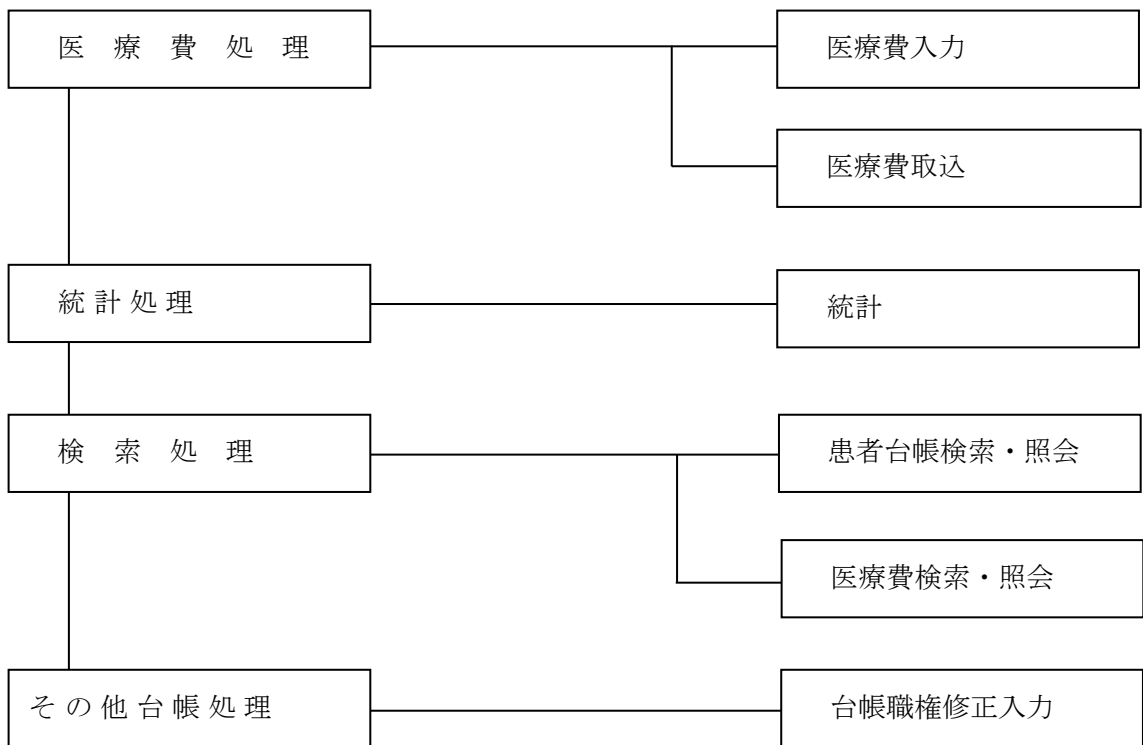 医療費処理
医療費入力
医療費取込
統計処理
統計
検索処理
患者台帳検索・照会
医療費検索・照会
その他台帳処理
台帳職権修正入力